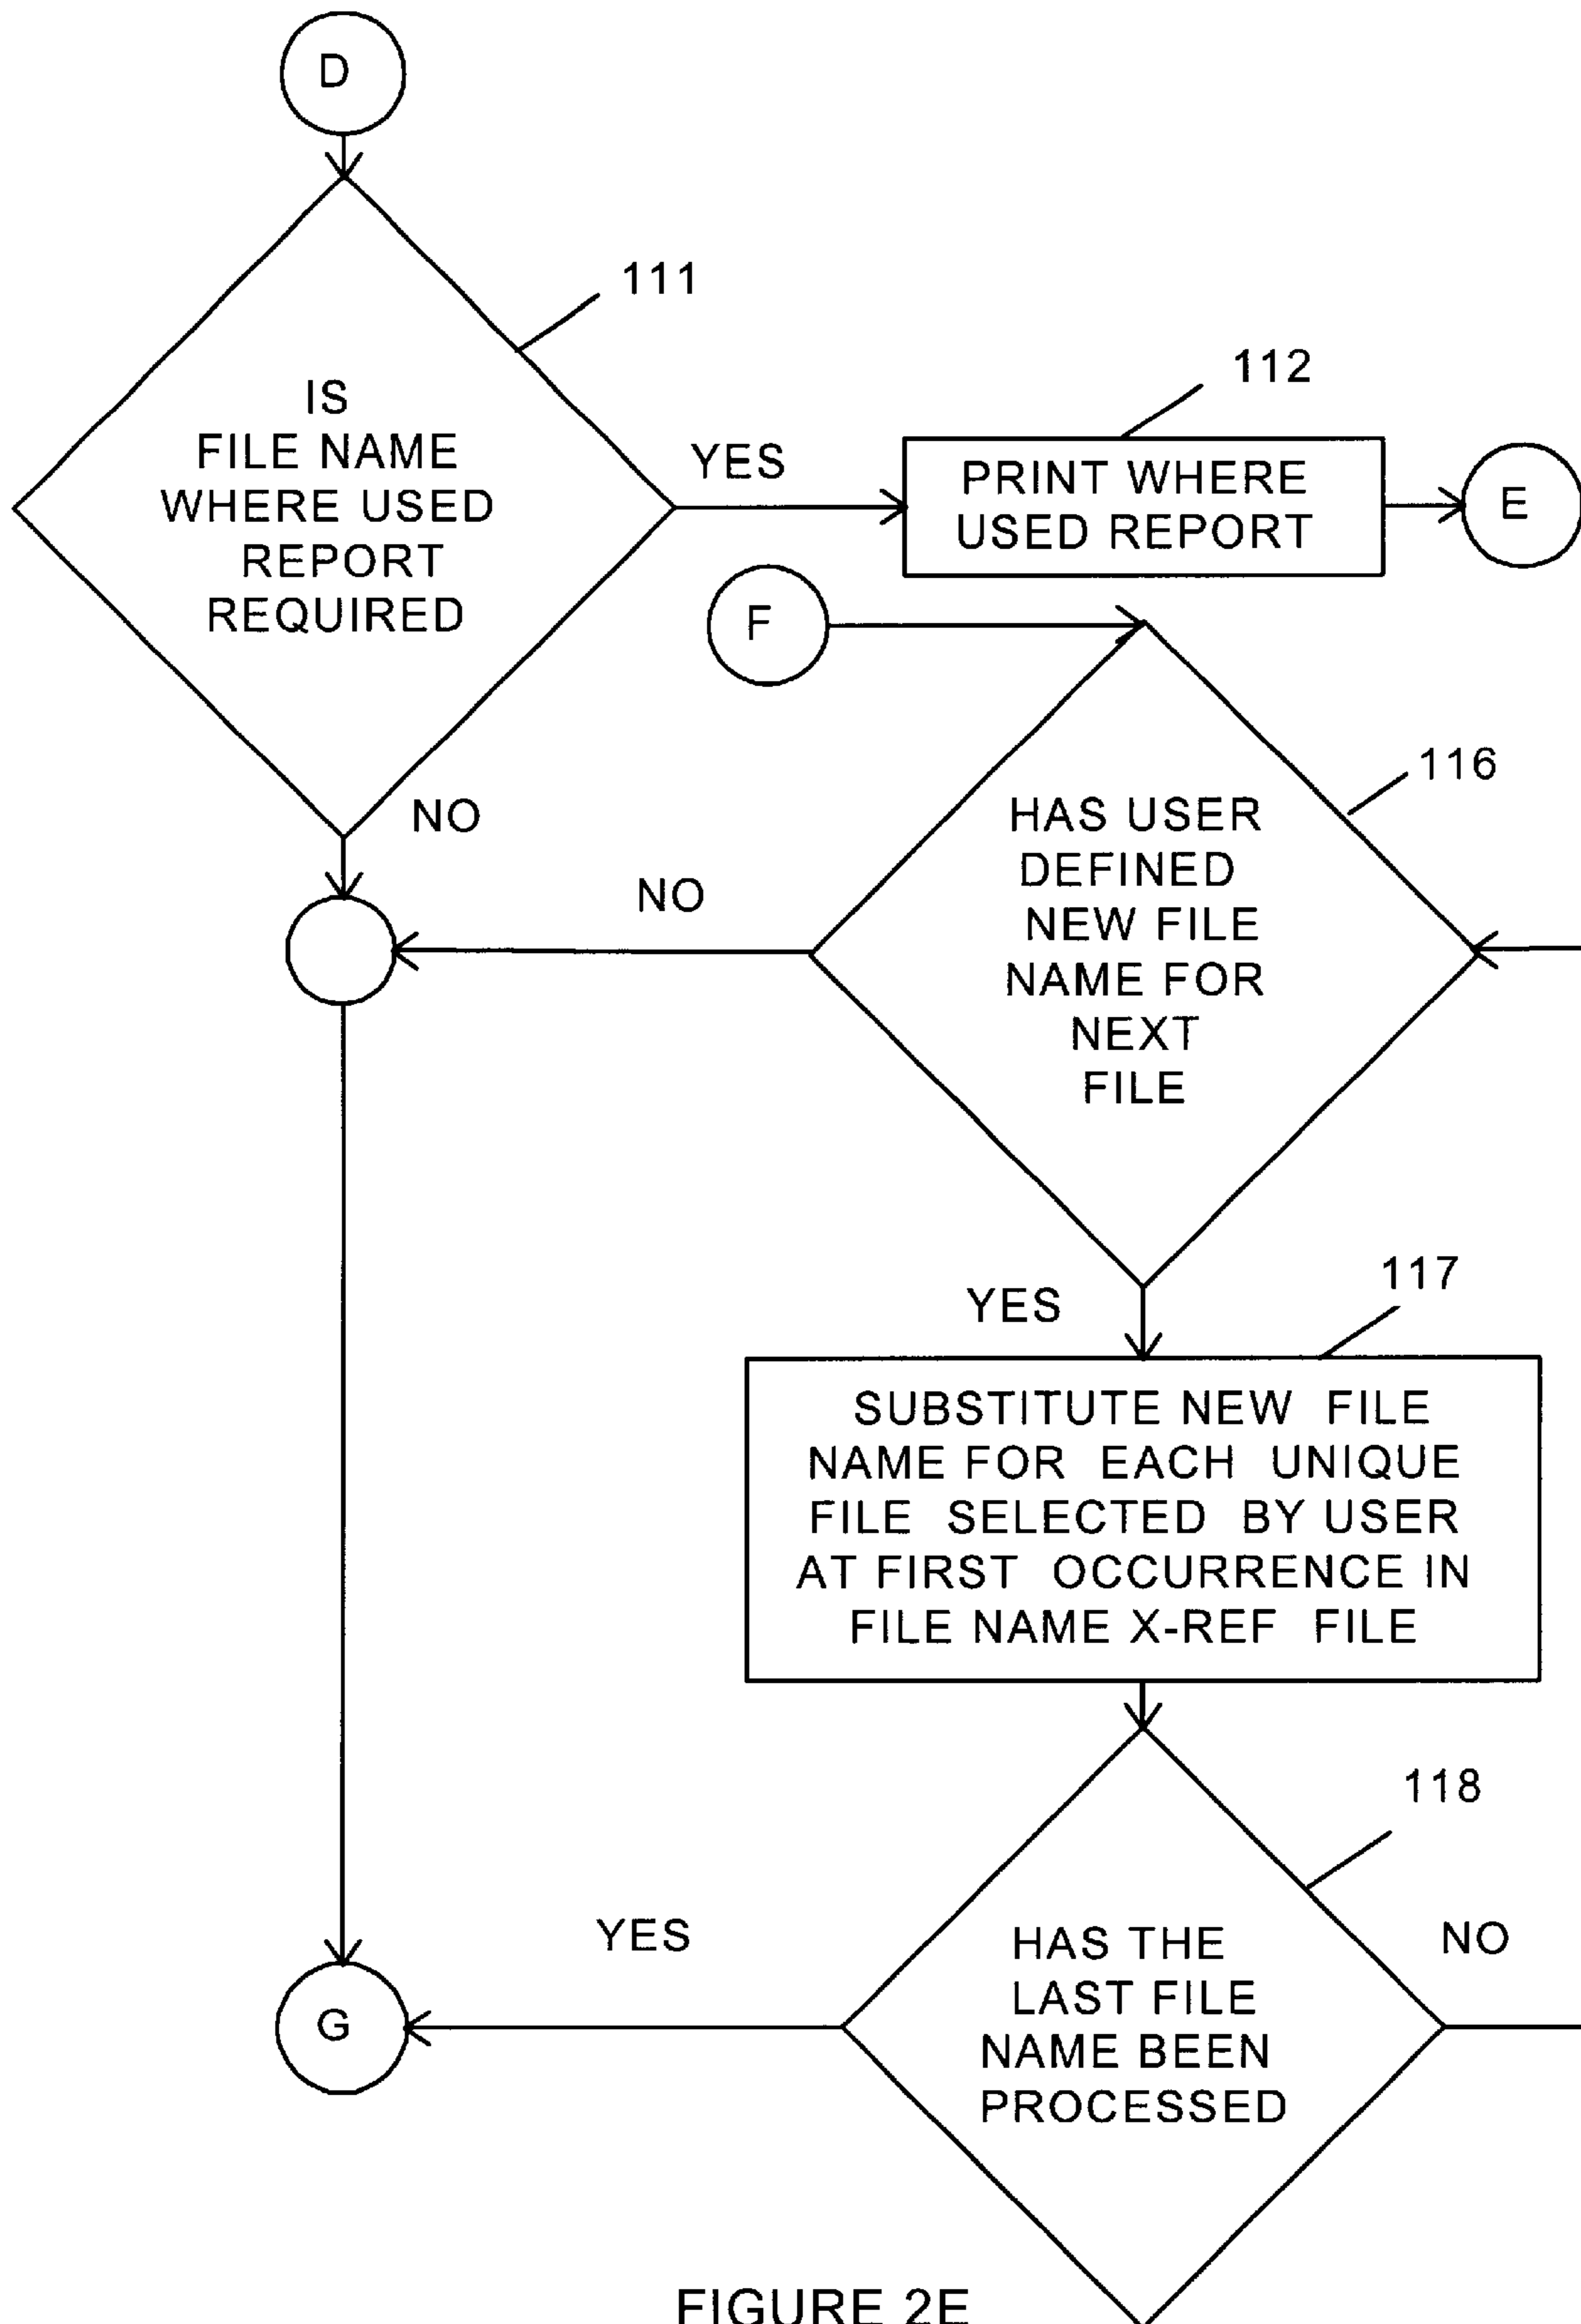 D
111
IS
FILE NAME
WHERE USED
REPORT
REQUIRED
YES
112
PRINT WHERE
USED REPORT
E
F
NO
116
HAS USER
DEFINED
NEW FILE
NAME FOR
NEXT
FILE
NO
YES
117
SUBSTITUTE NEW FILE
NAME FOR EACH UNIQUE
FILE SELECTED BY USER
AT FIRST OCCURRENCE IN
FILE NAME X-REF FILE
118
YES
HAS THE
LAST FILE
NAME BEEN
PROCESSED
NO
G
FIGURE 2E